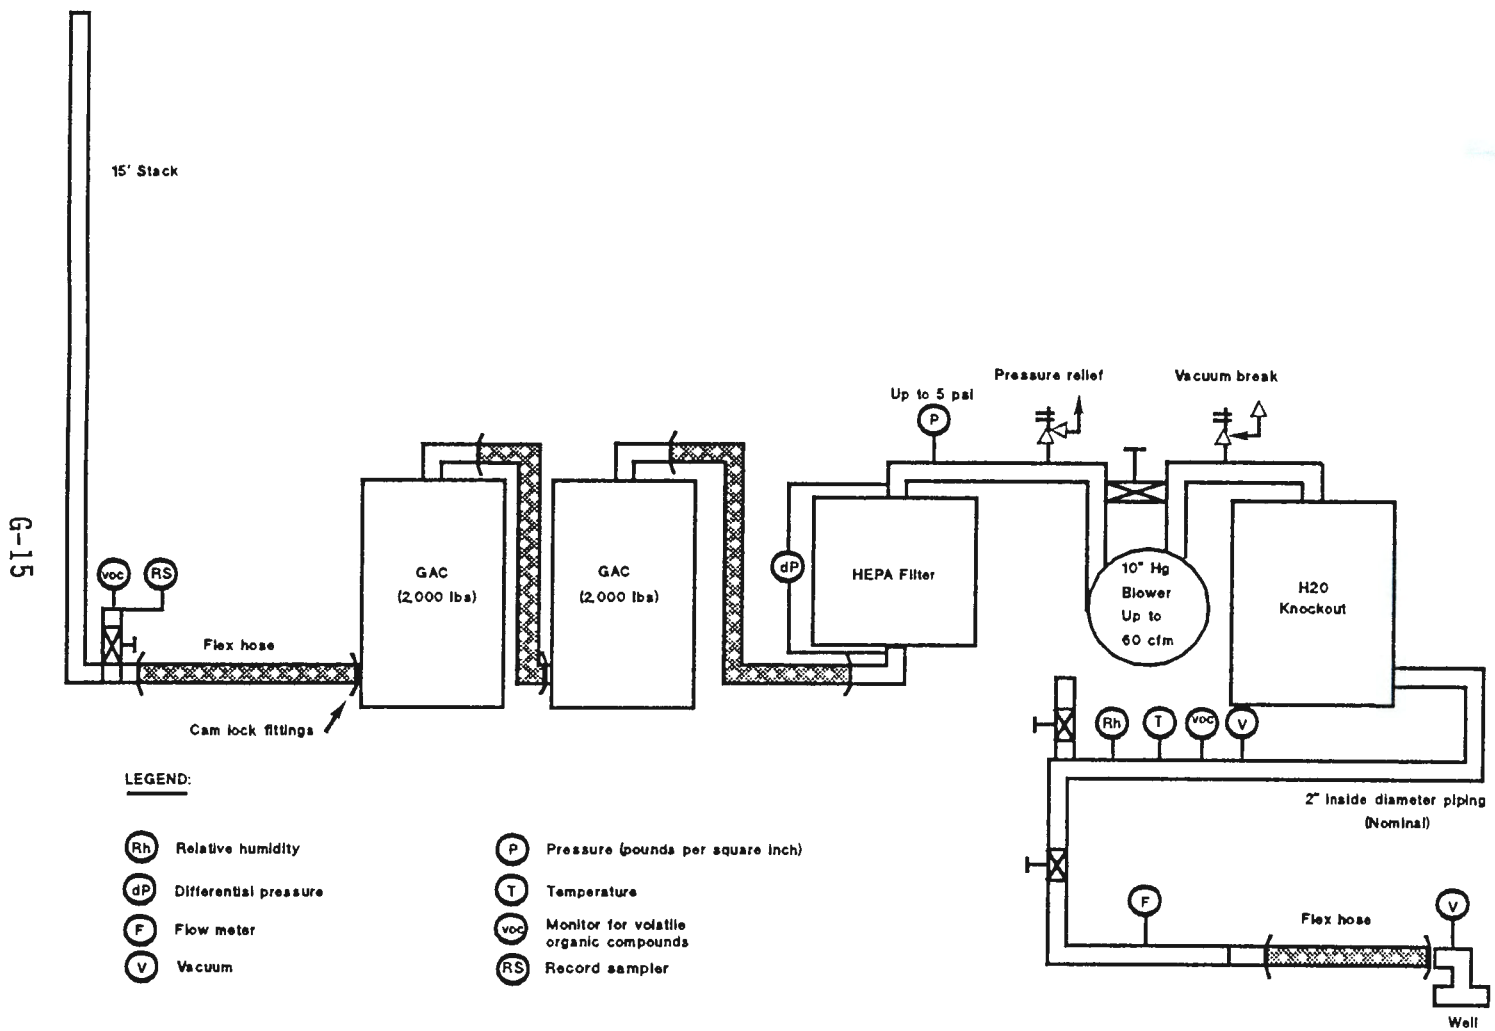 15' Stack
G-15
Pressure relief
Vacuum break
Up to 5 psi
P
dP
HEPA Filter
10" Hg
Blower
Up to
60 cfm
H20
Knockout
GAC
(2,000 lbs)
GAC
(2,000 lbs)
voc
RS
Flex hose
Cam lock fittings
Rh
T
voc
V
2" inside diameter piping
(Nominal)
F
Flex hose
V
Well
LEGEND:
Rh Relative humidity
dP Differential pressure
F Flow meter
V Vacuum
P Pressure (pounds per square inch)
T Temperature
voc Monitor for volatile
organic compounds
RS Record sampler